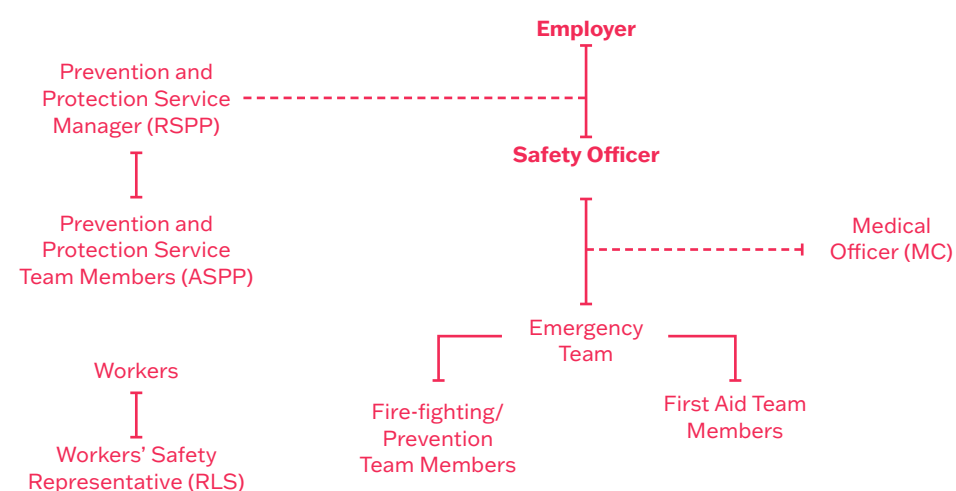 Employer
Prevention and
Protection Service
Manager (RSPP)
Safety Officer
Prevention and
Protection Service
Team Members (ASPP)
Medical
Officer (MC)
Emergency
Team
Workers
Fire-fighting/
Prevention
Team Members
First Aid Team
Members
Workers’ Safety
Representative (RLS)